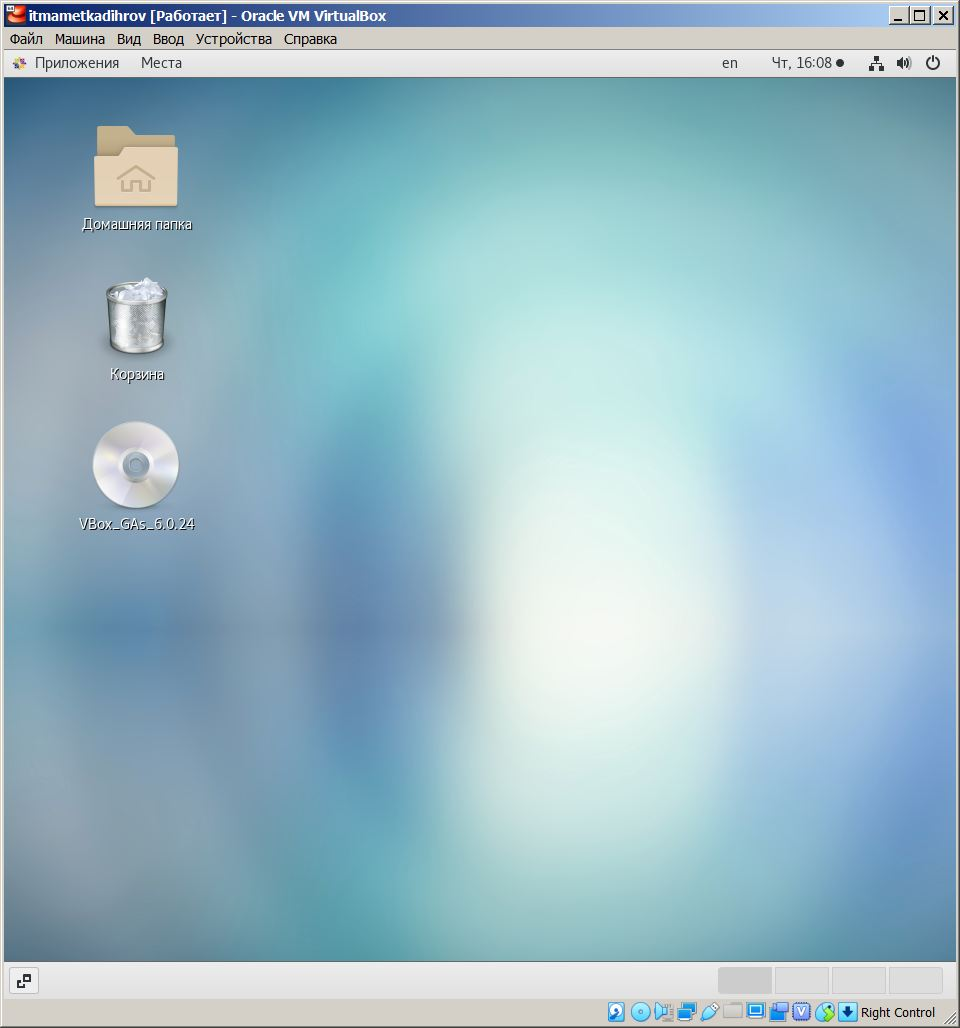 itmametkadihrov [Работает] - Oracle VM VirtualBox
Файл Машина Вид Ввод Устройства Справка
Приложения Места en Чт, 16:08
Домашняя папка
Корзина
VBox_GAs_6.0.24
Right Control